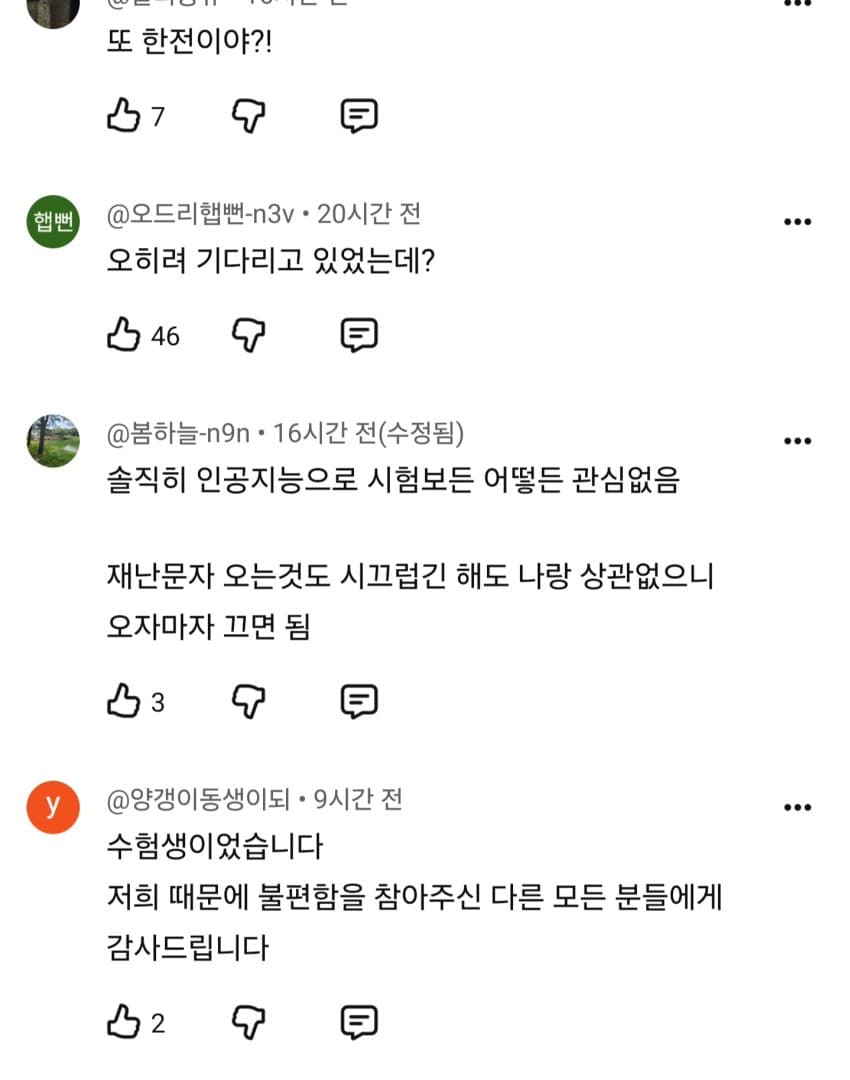 또 한전이야?!
7
햅뻔
@오드리햅뻔-n3v • 20시간 전
오히려 기다리고 있었는데?
46
@봄하늘-n9n • 16시간 전(수정됨)
솔직히 인공지능으로 시험보든 어떻든 관심없음
재난문자 오는것도 시끄럽긴 해도 나랑 상관없으니
오자마자 끄면 됨
3
y
@양갱이동생이되 • 9시간 전
수험생이었습니다
저희 때문에 불편함을 참아주신 다른 모든 분들에게
감사드립니다
2